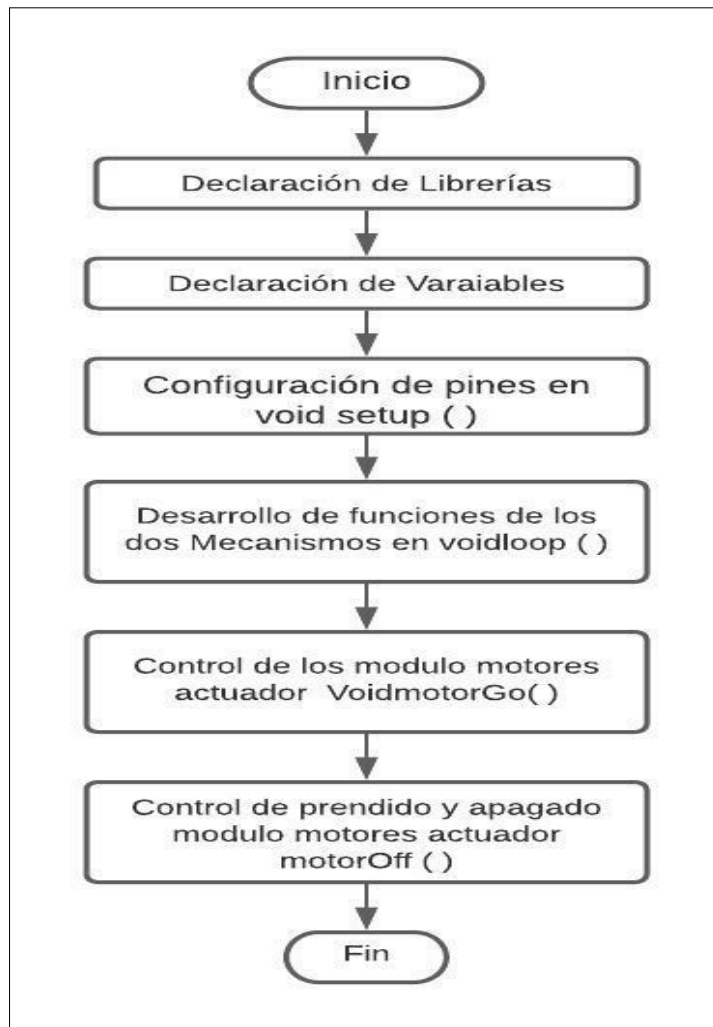 Inicio
Declaración de Librerías
Declaración de Varaiables
Configuración de pines en
void setup ( )
Desarrollo de funciones de los
dos Mecanismos en voidloop ( )
Control de los modulo motores
actuador VoidmotorGo( )
Control de prendido y apagado
modulo motores actuador
motorOff ( )
Fin